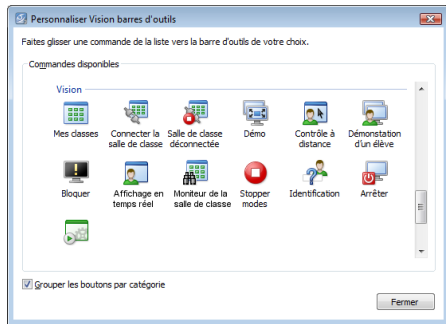 Personnaliser Vision barres d'outils
Faites glisser une commande de la liste vers la barre d'outils de votre choix.
Commandes disponibles
Vision
Mes classes Connecter la Salle de classe Démo Contrôle à Démonstration
salle de classe déconnectée distance d'un élève
Bloquer Affichage en Moniteur de la Stopper Identification Arrêter
temps réel salle de classe modes
Grouper les boutons par catégorie
Fermer